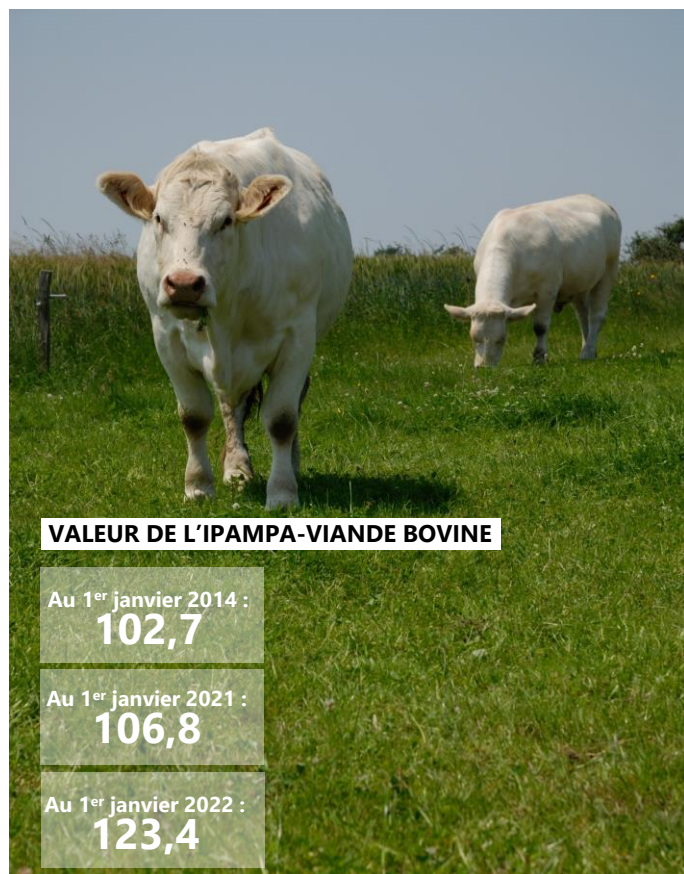 VALEUR DE L’IPAMPA-VIANDE BOVINE
Au 1er janvier 2014 :
102,7
Au 1er janvier 2021 :
106,8
Au 1er janvier 2022 :
123,4